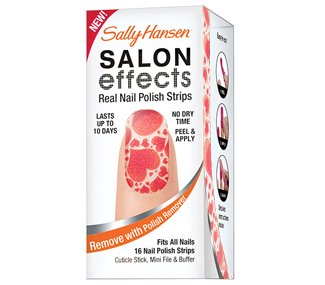 NEW!
Sally Hansen
SALON
effects
Real Nail Polish Strips
LASTS
UP TO
10 DAYS
NO DRY
TIME
PEEL &
APPLY
Remove with Polish Remover
Fits All Nails
16 Nail Polish Strips
Cuticle Stick, Mini File & Buffer